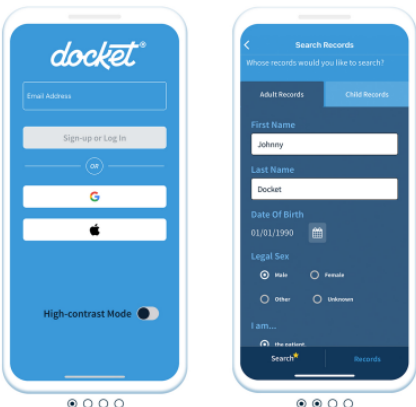 docket®
Email Address
Sign-up or Log In
OR
High-contrast Mode
Search Records
Whose records would you like to search?
Adult Records
Child Records
First Name
Johnny
Last Name
Docket
Date Of Birth
01/01/1990
Legal Sex
Male
Female
Other
Unknown
I am...
the patient
Search
Records